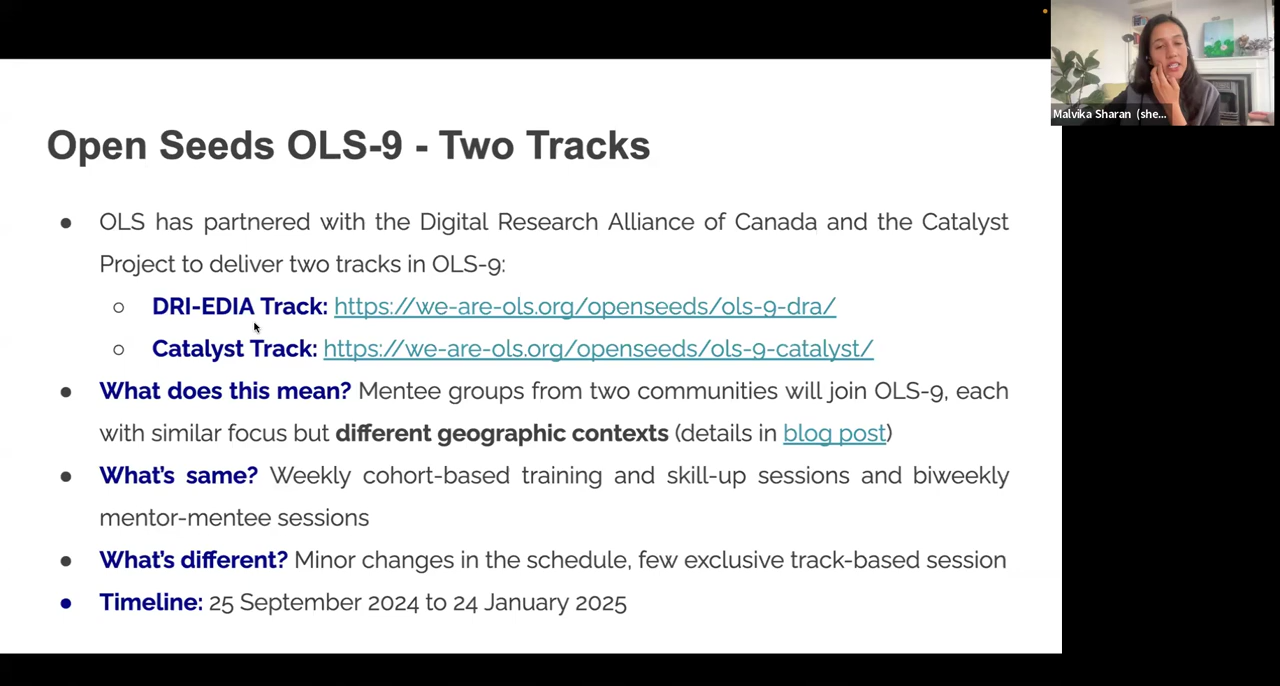 Malvika Sharan (she...
Open Seeds OLS-9 - Two Tracks
● OLS has partnered with the Digital Research Alliance of Canada and the Catalyst
Project to deliver two tracks in OLS-9:
○ DRI-EDIA Track: https://we-are-ols.org/openseeds/ols-9-dra/
○ Catalyst Track: https://we-are-ols.org/openseeds/ols-9-catalyst/
● What does this mean? Mentee groups from two communities will join OLS-9, each
with similar focus but different geographic contexts (details in blog post)
● What's same? Weekly cohort-based training and skill-up sessions and biweekly
mentor-mentee sessions
● What's different? Minor changes in the schedule, few exclusive track-based session
● Timeline: 25 September 2024 to 24 January 2025